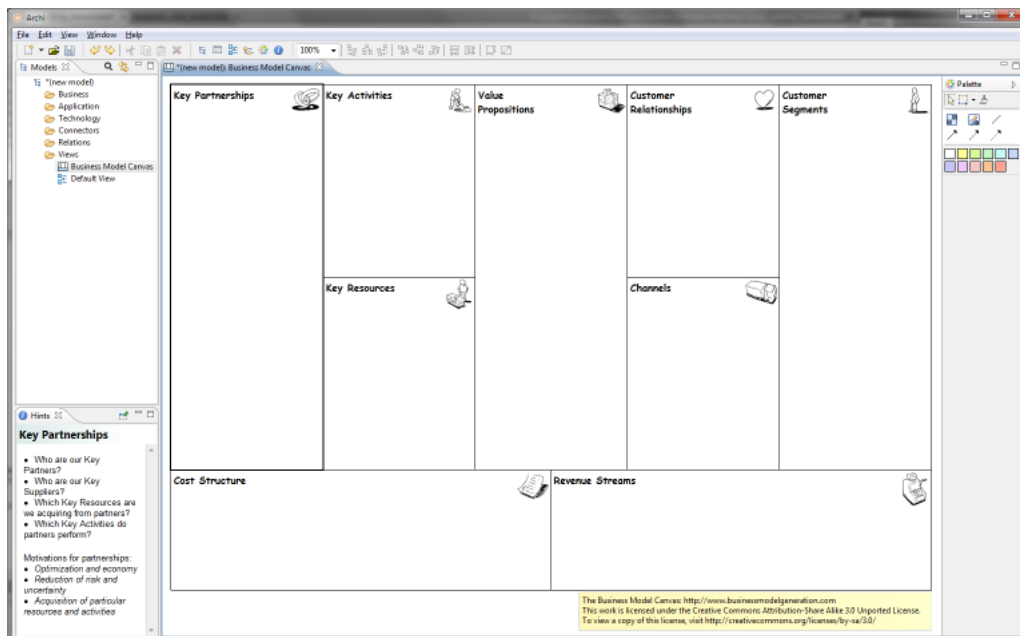 Archi
File Edit View Window Help
100%
Models
*(new model)
Business
Application
Technology
Connectors
Relations
Views
Business Model Canvas
Default View
*(new model): Business Model Canvas
Key Partnerships
Key Activities
Value
Propositions
Customer
Relationships
Customer
Segments
Key Resources
Channels
Cost Structure
Revenue Streams
The Business Model Canvas: http://www.businessmodelgeneration.com
This work is licensed under the Creative Commons Attribution-Share Alike 3.0 Unported License.
To view a copy of this license, visit http://creativecommons.org/licenses/by-sa/3.0/
Palette
Hints
Key Partnerships
• Who are our Key
Partners?
• Who are our Key
Suppliers?
• Which Key Resources are
we acquiring from partners?
• Which Key Activities do
partners perform?
Motivations for partnerships:
• Optimization and economy
• Reduction of risk and
uncertainty
• Acquisition of particular
resources and activities